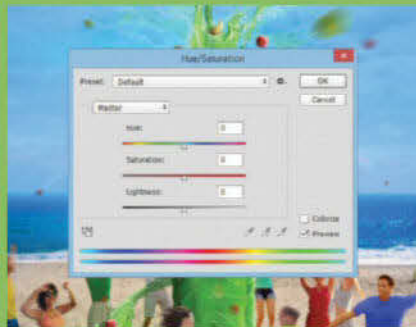 Hue/Saturation
Preset: Default
OK
Cancel
Master
Hue: 0
Saturation: 0
Lightness: 0
Colorize
Preview